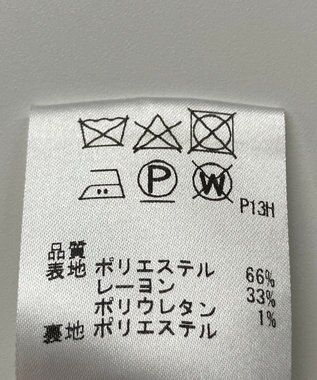 P W
P13H
品質
表地 ポリエステル 66%
レーヨン 33%
ポリウレタン 1%
裏地 ポリエステル